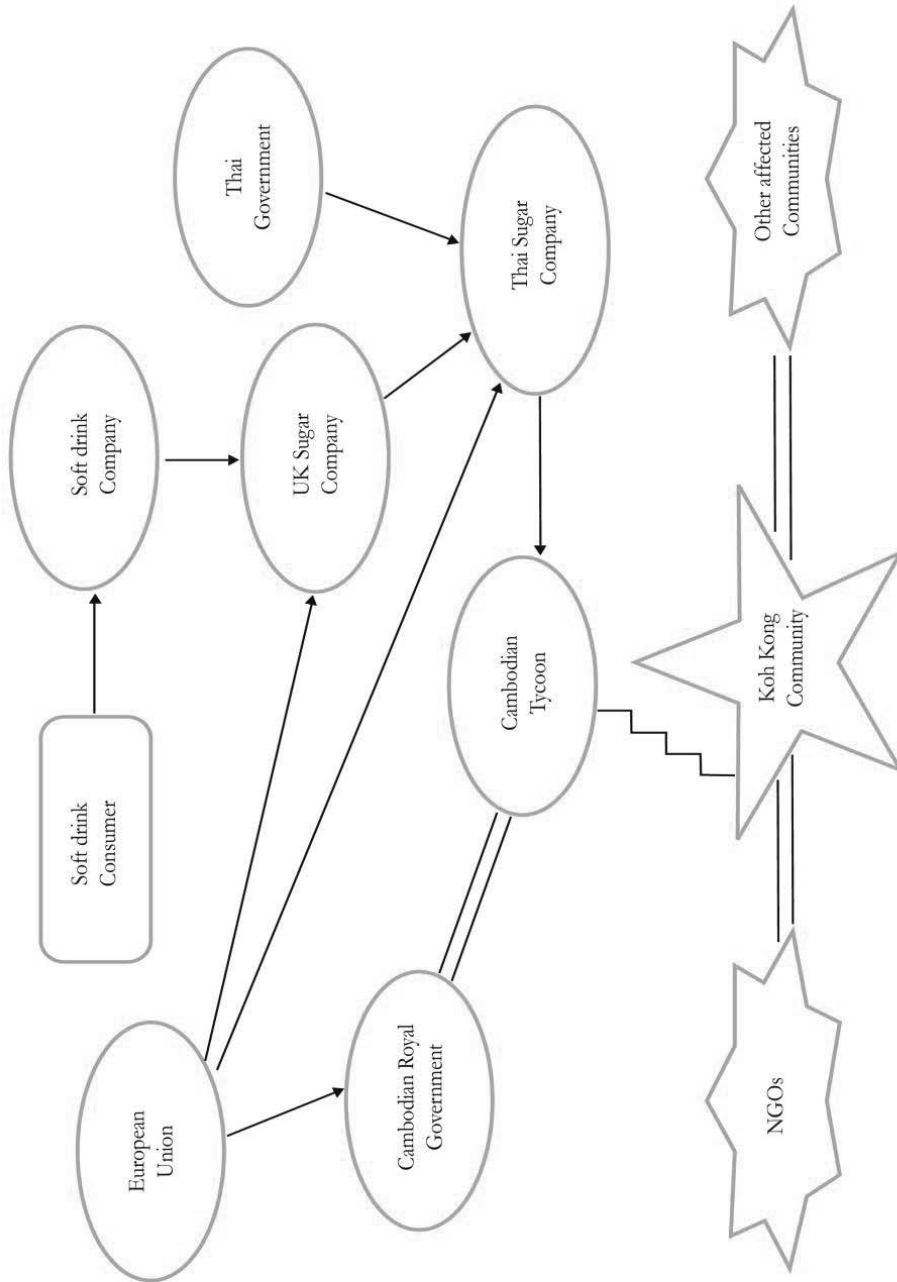 European
Union
Soft drink
Consumer
Soft drink
Company
Thai
Government
UK Sugar
Company
Cambodian Royal
Government
Cambodian
Tycoon
Thai Sugar
Company
NGOs
Koh Kong
Community
Other affected
Communities